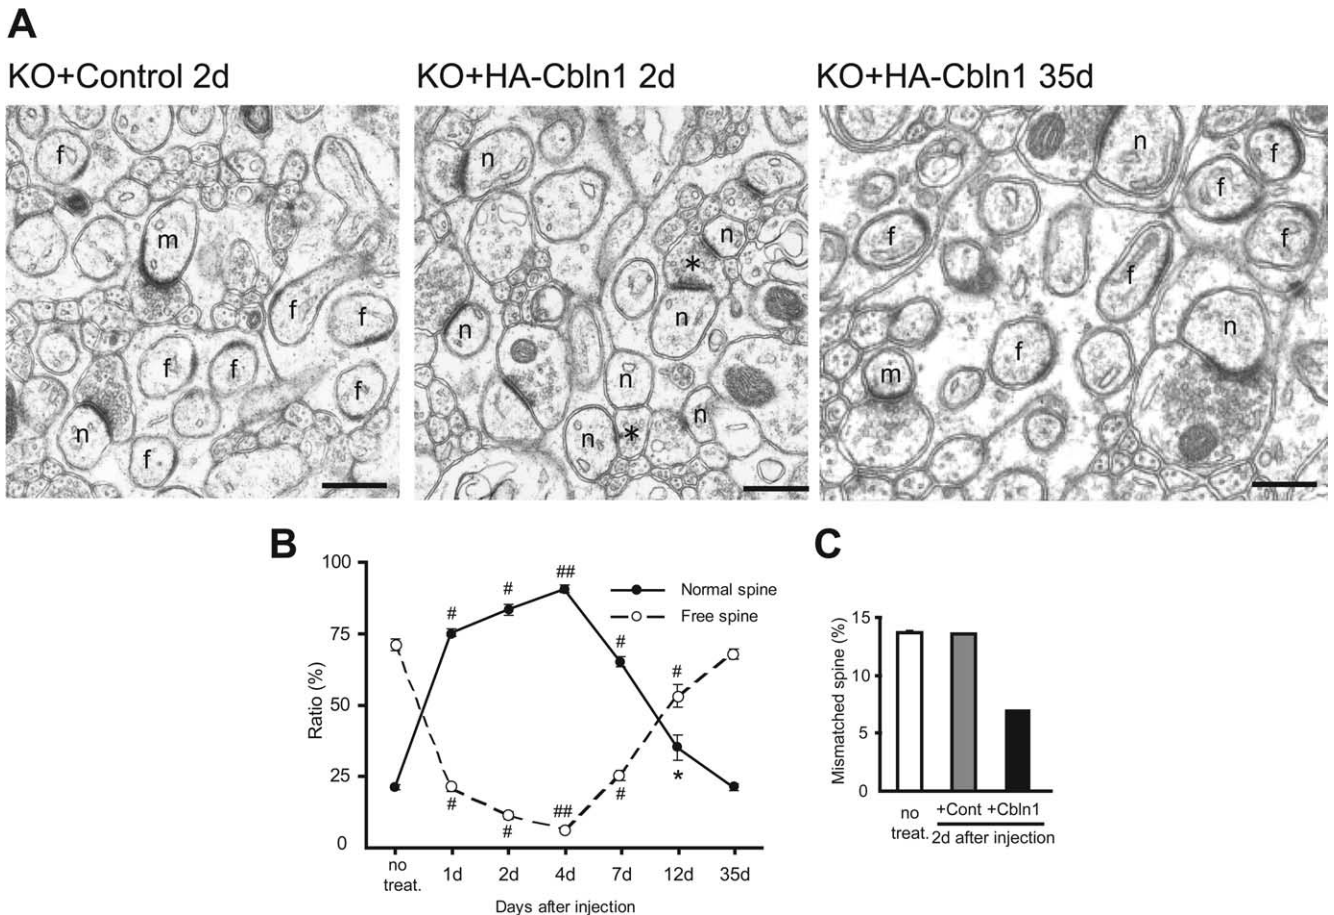 A
KO+Control 2d
KO+HA-Cbln1 2d
KO+HA-Cbln1 35d
f
m
f
f
f
f
f
n
f
n
n
*
n
n
n
n
n
*
n
f
f
f
f
f
n
f
m
B
100
75
50
25
0
Ratio (%)
# # ## # #
# # ## # *
Normal spine
Free spine
no treat.
1d 2d 4d 7d 12d 35d
Days after injection
C
15
10
5
0
Mismatched spine (%)
no treat.
+Cont +Cbln1
2d after injection